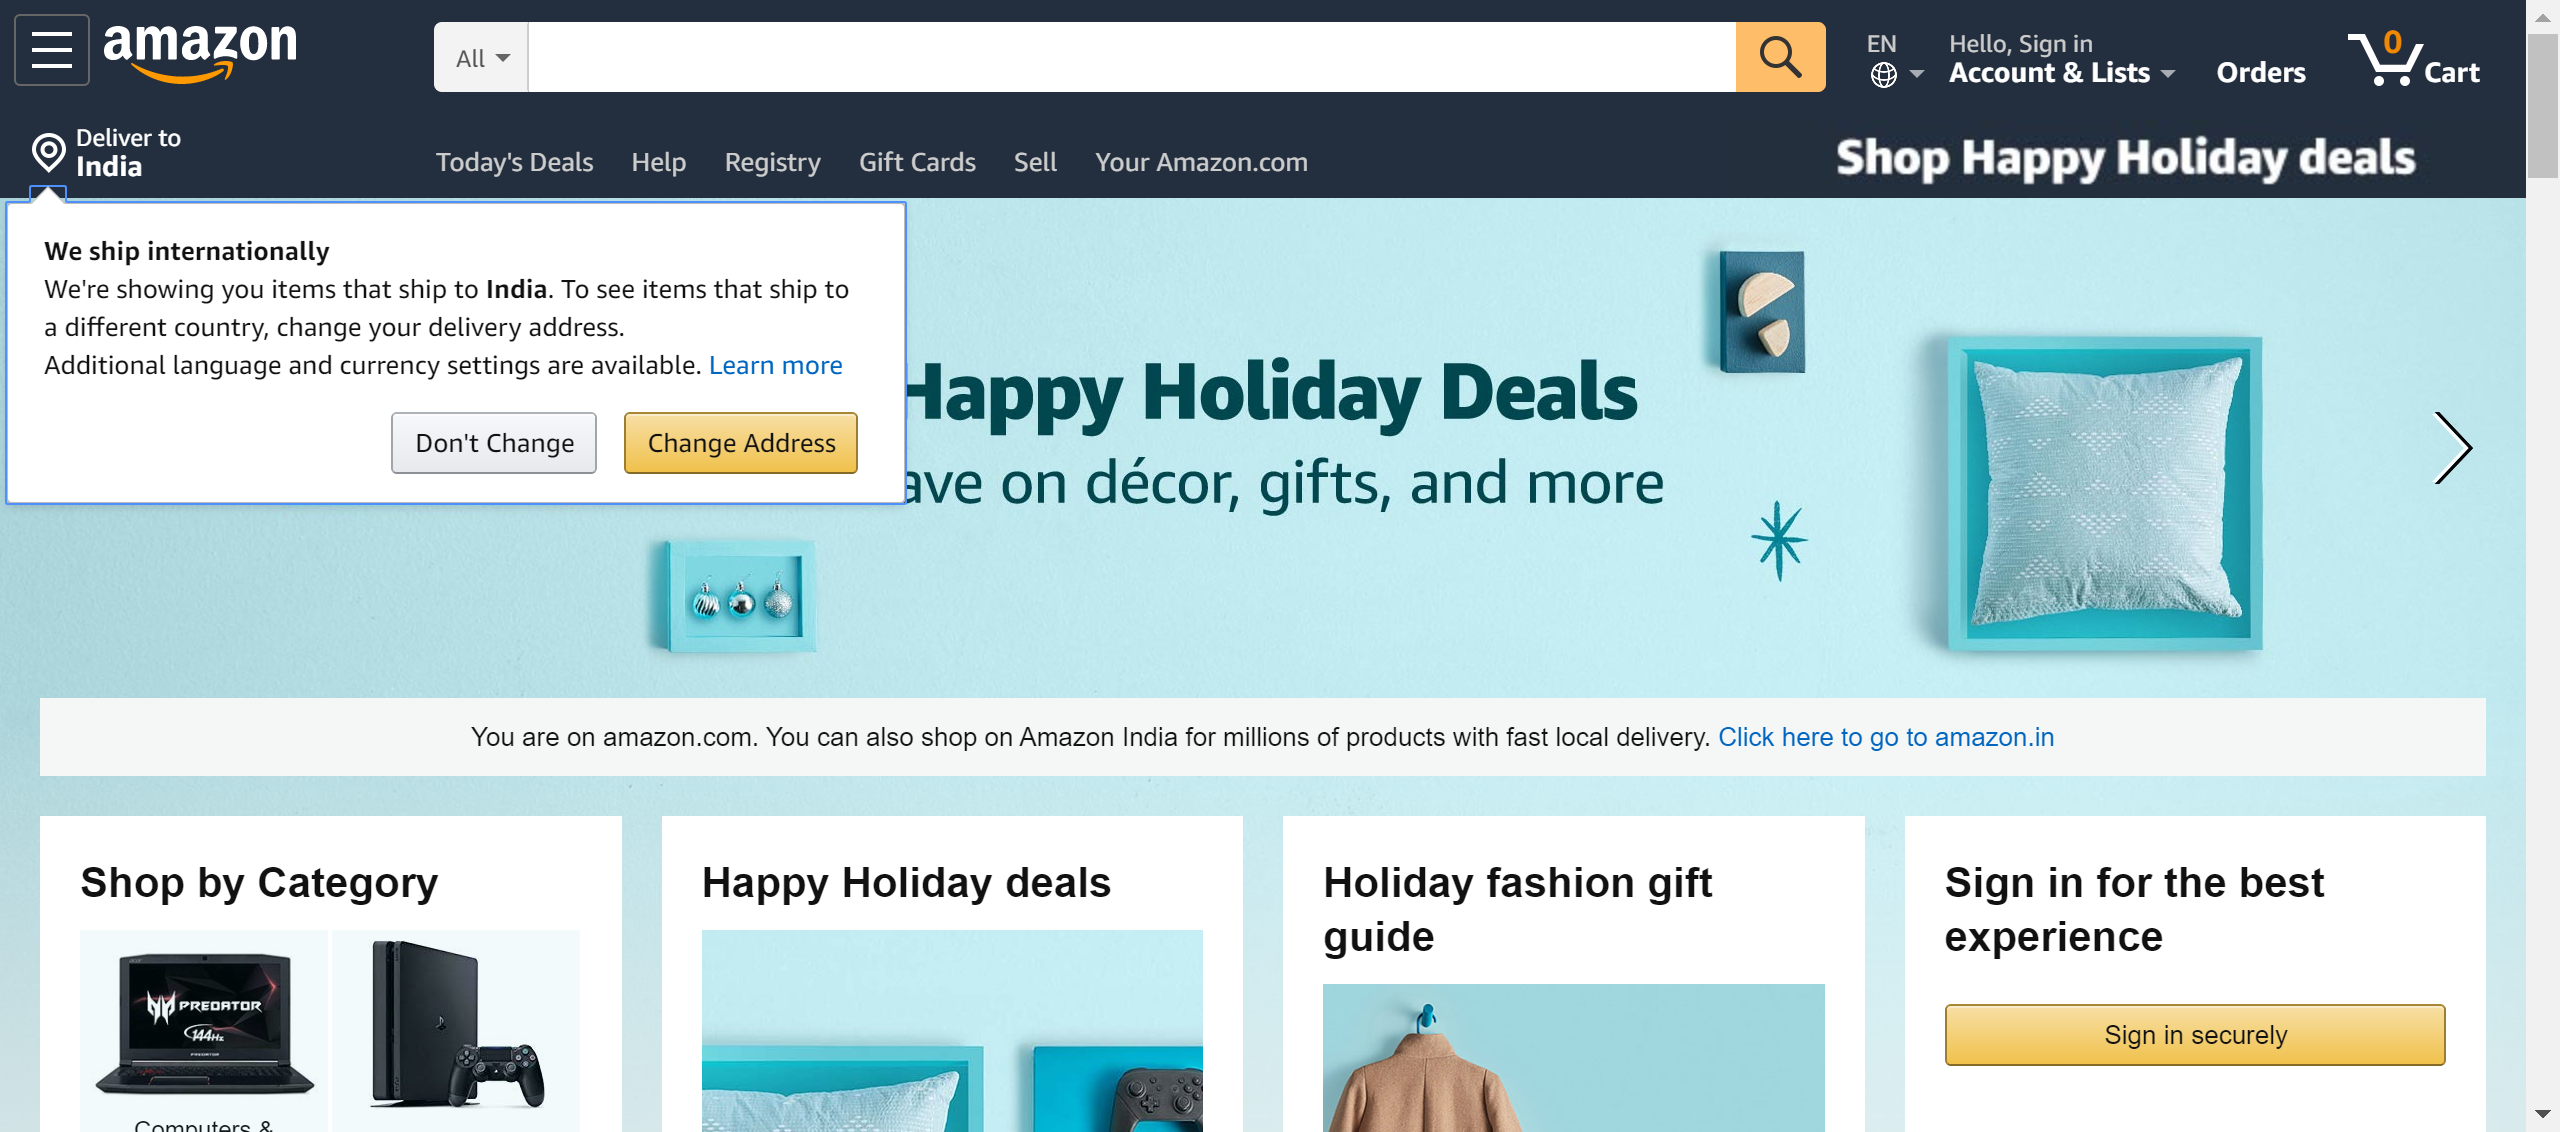 amazon
All
EN
Hello, Sign in
Account & Lists
Orders
0
Cart
Deliver to
India
Today's Deals
Help
Registry
Gift Cards
Sell
Your Amazon.com
Shop Happy Holiday deals
We ship internationally
We're showing you items that ship to India. To see items that ship to
a different country, change your delivery address.
Additional language and currency settings are available. Learn more
Don't Change
Change Address
Happy Holiday Deals
ave on décor, gifts, and more
You are on amazon.com. You can also shop on Amazon India for millions of products with fast local delivery. Click here to go to amazon.in
Shop by Category
Happy Holiday deals
Holiday fashion gift
guide
Sign in for the best
experience
Sign in securely
PREDATOR
144Hz
PREDATOR
Computers &